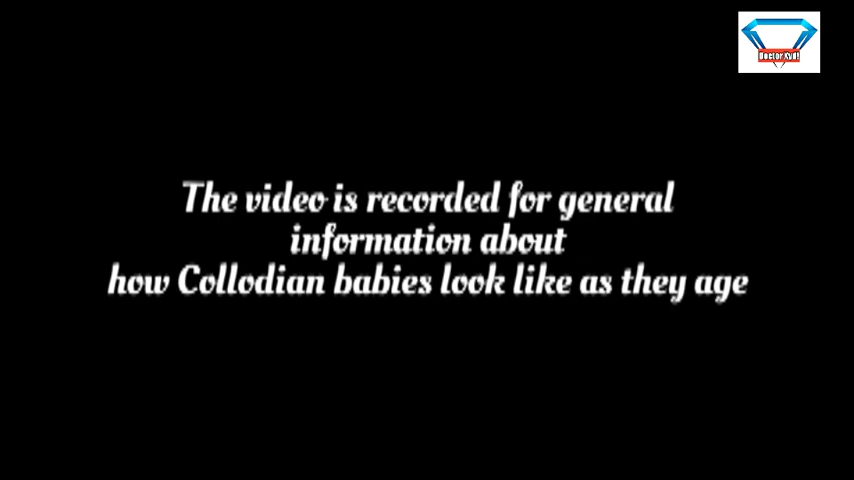 The video is recorded for general
information about
how Collodian babies look like as they age